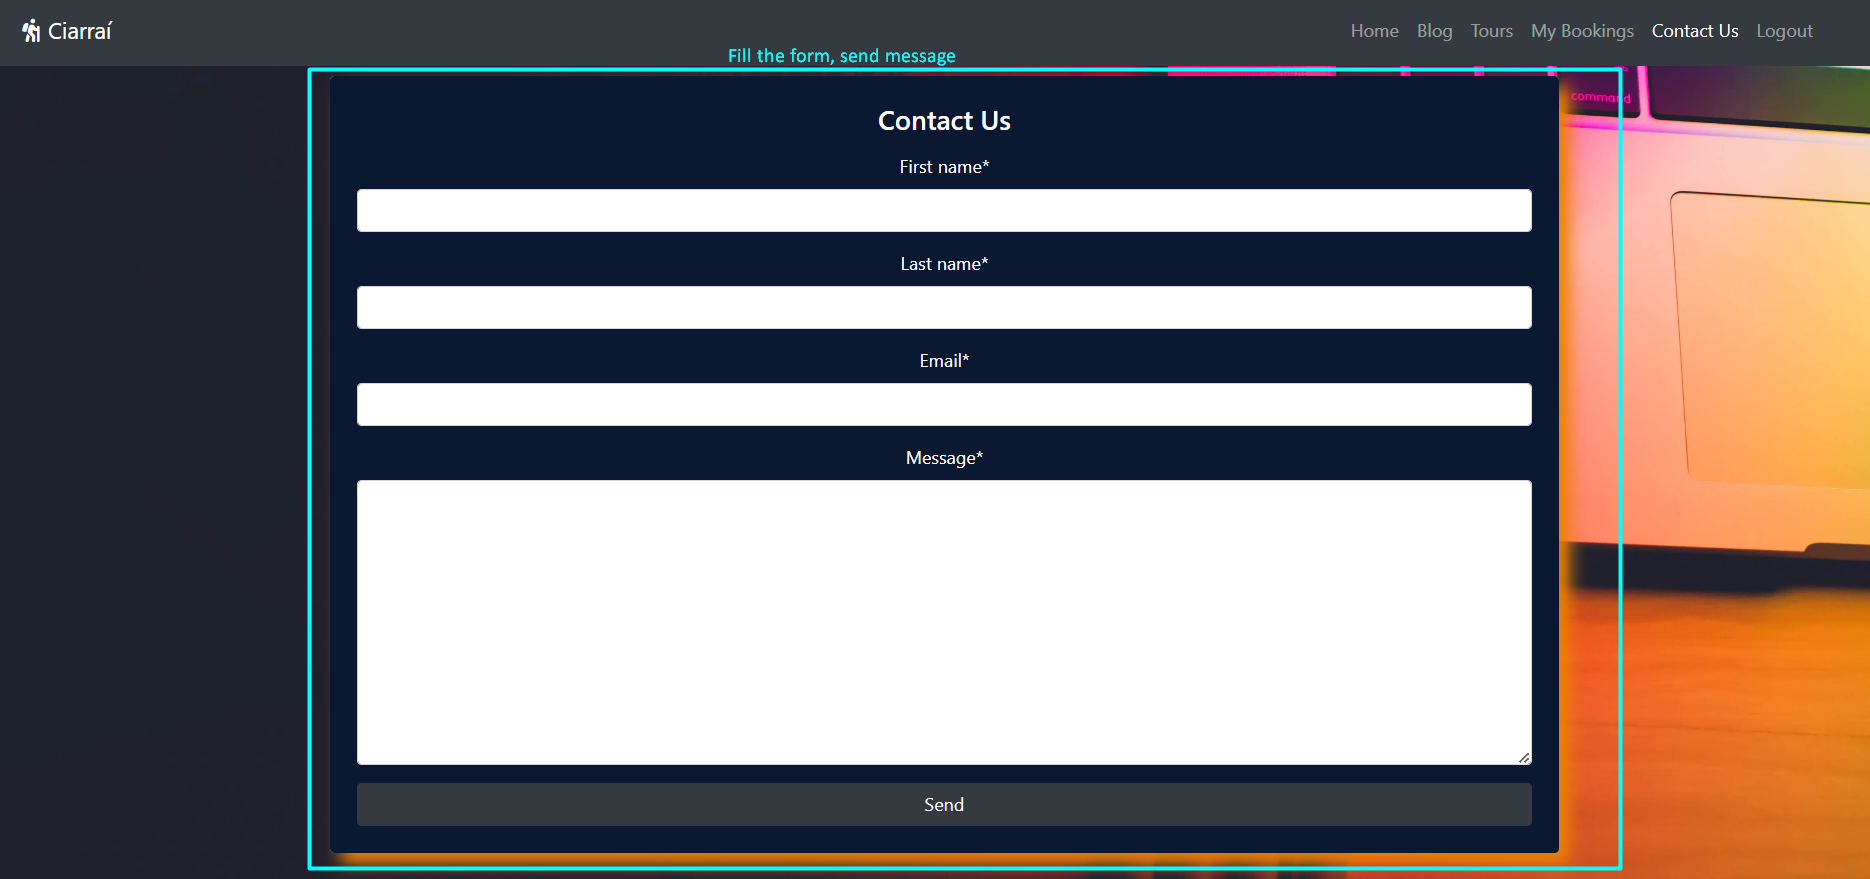 Ciarraí
Home Blog Tours My Bookings Contact Us Logout
Fill the form, send message
command
Contact Us
First name*
Last name*
Email*
Message*
Send